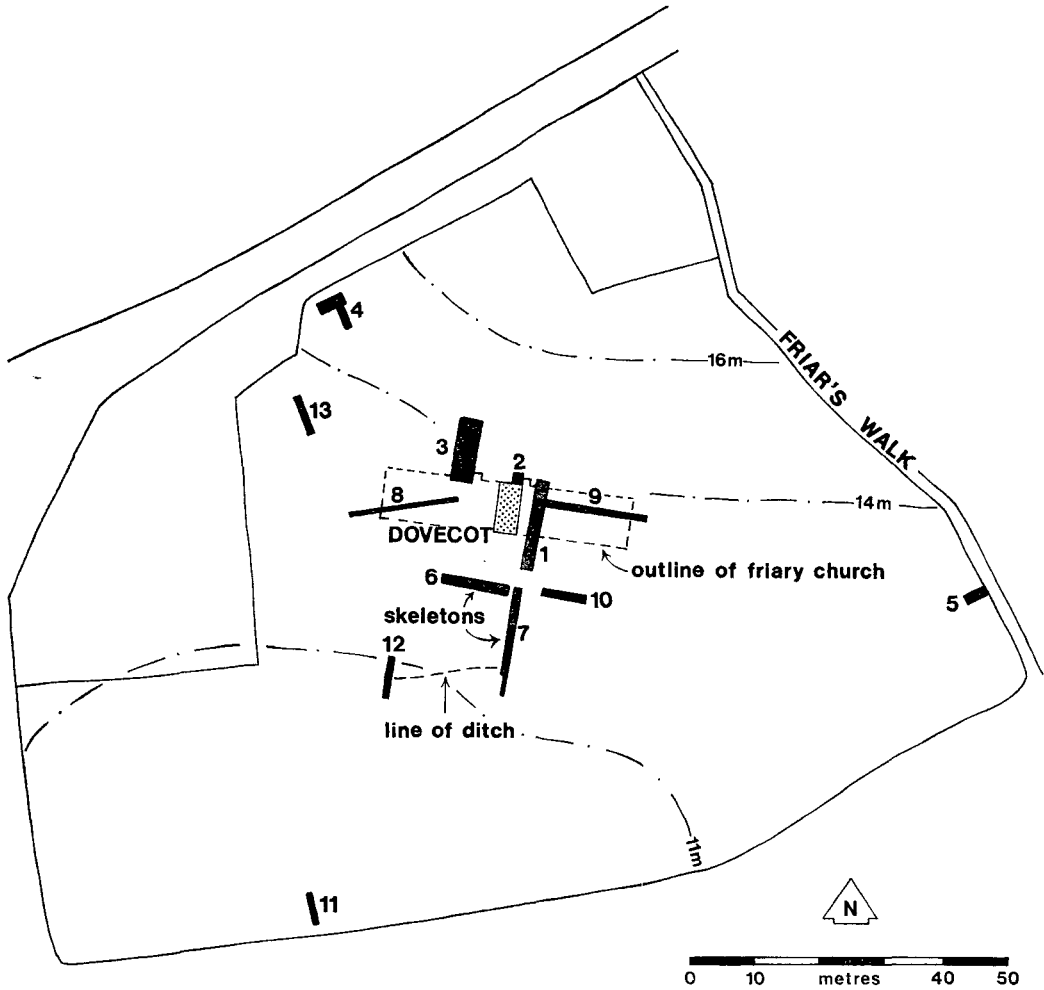 4
16m
FRIAR'S WALK
13
3
2
8
9
14m
DOVECOT
1
outline of friary church
6
10
5
skeletons
7
12
line of ditch
11m
11
N
0 10 metres 40 50